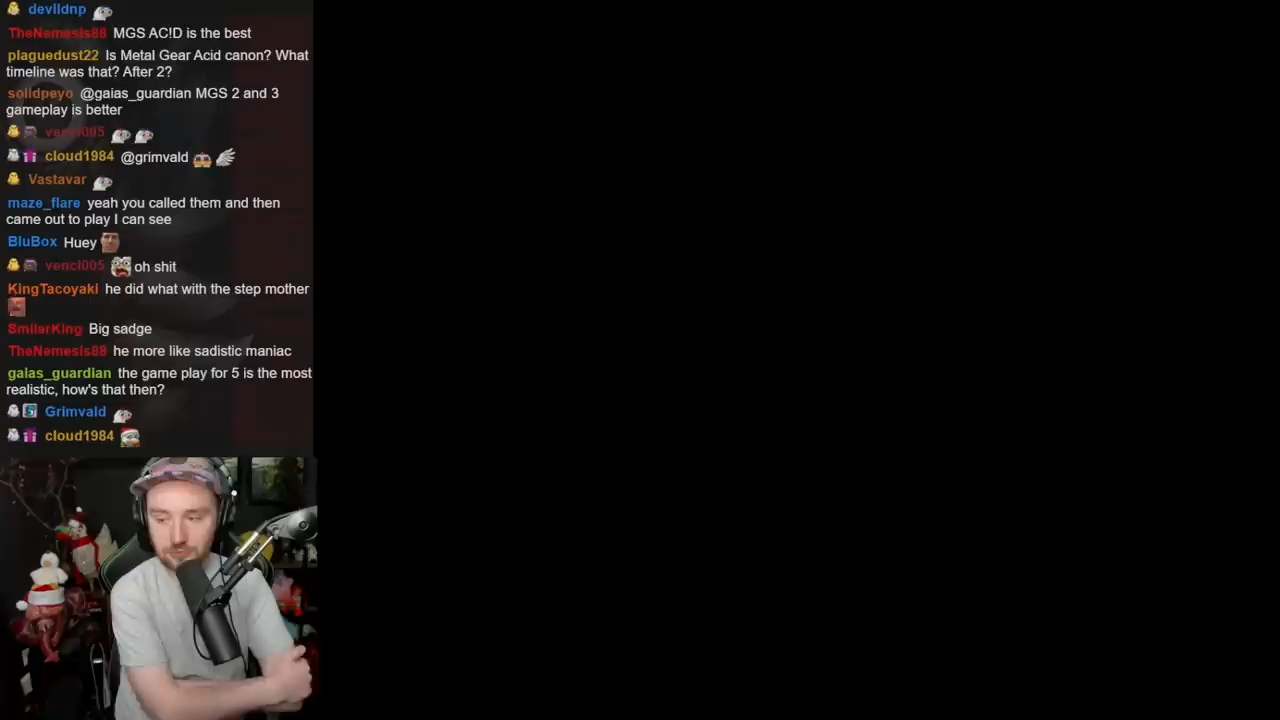 devildnp
TheNemesis88 MGS AC!D is the best
plaguedust22 Is Metal Gear Acid canon? What
timeline was that? After 2?
solidpeyo @gaias_guardian MGS 2 and 3
gameplay is better
venci005
cloud1984 @grimvald
Vastavar
maze_flare yeah you called them and then
came out to play I can see
BluBox Huey
venci005 oh shit
KingTacoyaki he did what with the step mother
SmilerKing Big sadge
TheNemesis88 he more like sadistic maniac
gaias_guardian the game play for 5 is the most
realistic, how's that then?
Grimvald
cloud1984